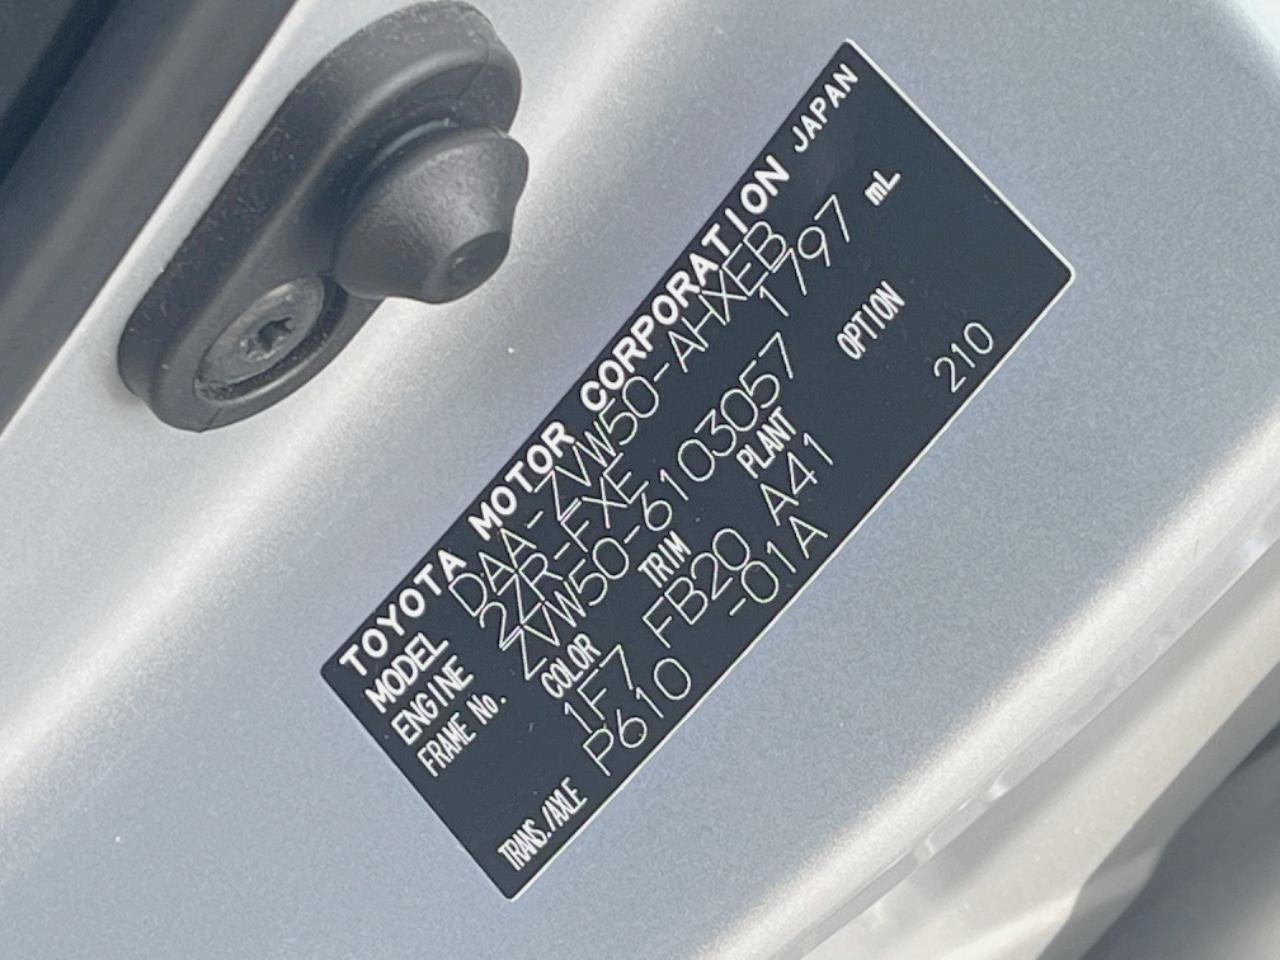 TOYOTA MOTOR CORPORATION JAPAN
MODEL DAA-ZVW50-AHXEB
ENGINE 2ZR-FXE 1797 mL
FRAME No. ZVW50-6103057
COLOR TRIM PLANT OPTION
1F7 FB20 A41 210
TRANS./AXLE P610 -01A